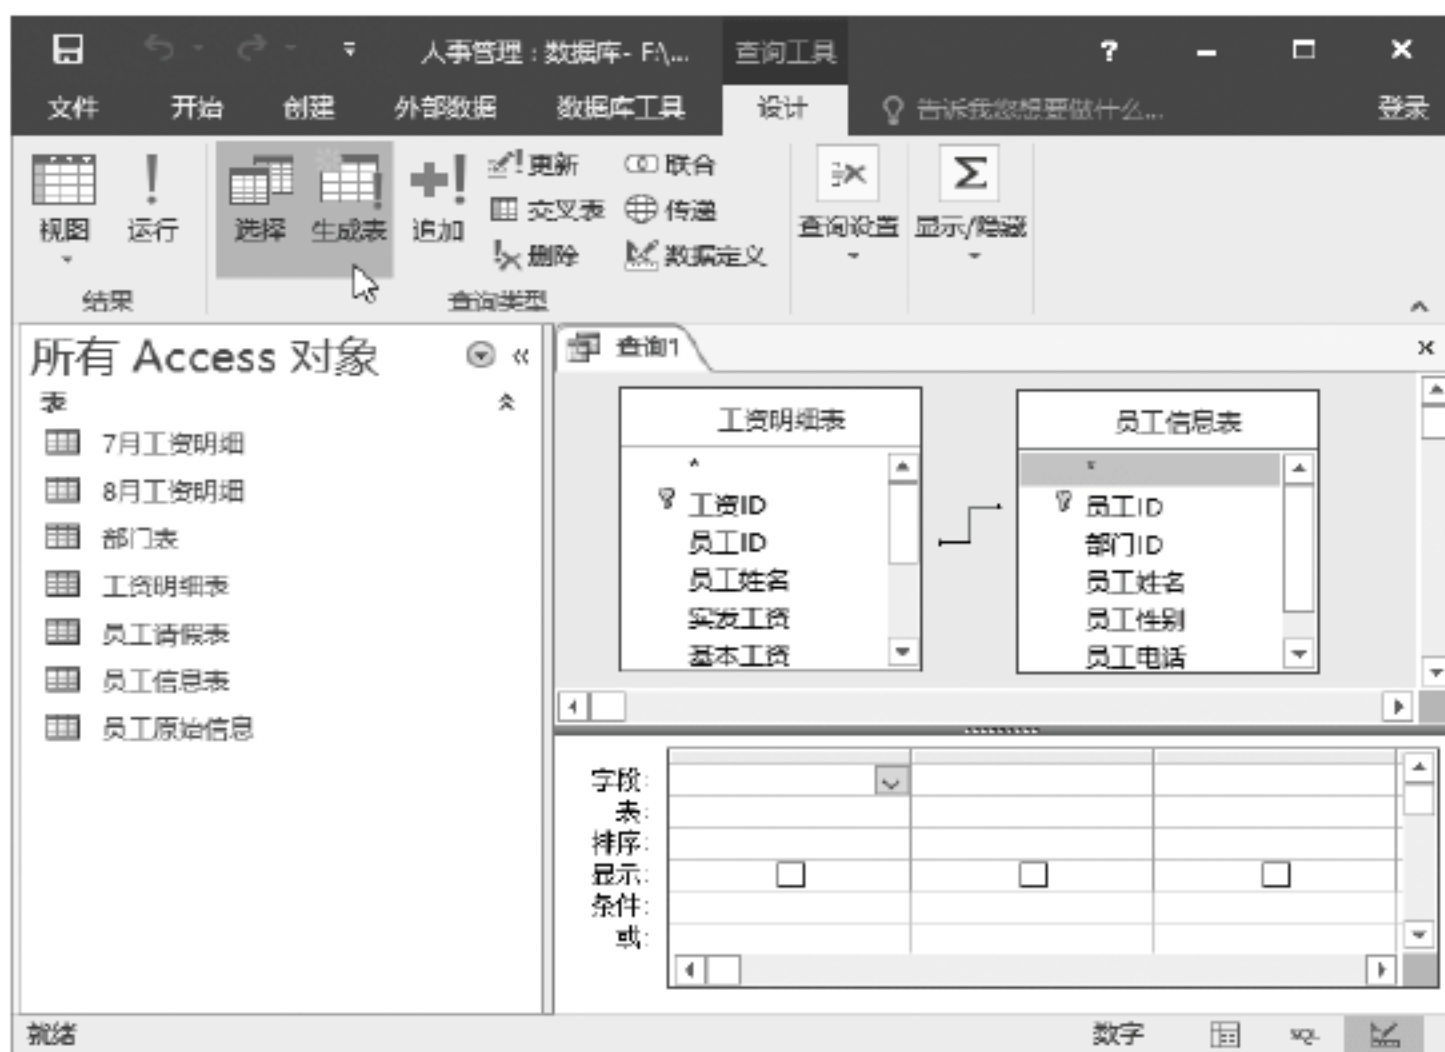 人事管理：数据库- F:\... 查询工具 ?
文件 开始 创建 外部数据 数据库工具 设计 告诉我您想要做什么... 登录
视图 运行 选择 生成表 追加 更新 联合 查询设置 显示/隐藏
交叉表 传递
删除 数据定义
结果 查询类型
所有 Access 对象
表
7月工资明细
8月工资明细
部门表
工资明细表
员工请假表
员工信息表
员工原始信息
查询1
工资明细表
*
工资ID
员工ID
员工姓名
实发工资
基本工资
员工信息表
*
员工ID
部门ID
员工姓名
员工性别
员工电话
字段:
表:
排序:
显示:
条件:
或:
就绪 数字 SQL